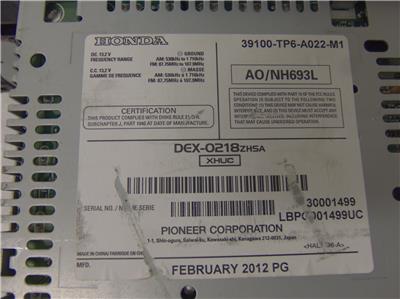 HONDA
39100-TP6-A022-M1
DC. 13.2 V GROUND
FREQUENCY RANGE AM: 530kHz to 1 710kHz
FM: 87.75MHz to 107.9MHz
C.C. 13.2 V MASSE
GAMME DE FREQUENCE AM: 530kHz à 1 710kHz
FM: 87.75MHz à 107.9MHz
AO/NH693L
CERTIFICATION
THIS PRODUCT COMPLIES WITH DHHS RULES 21
SUBCHAPTER J, PART 1040 AT DATE OF MANUFACTURE.
THIS DEVICE COMPLIES WITH PART 15 OF FCC RULES
OPERATION IS SUBJECT TO THE FOLLOWING TWO
CONDITIONS (1) THIS DEVICE MAY NOT CAUSE HARMFUL
INTERFERENCE, AND (2) THIS DEVICE MUST ACCEPT
ANY INTERFERENCE RECEIVED, INCLUDING INTERFERENCE
THAT MAY CAUSE UNDESIRED OPERATION
DEX-0218ZHSA
XHUC
SERIAL NO. / SERIE
30001499
001499UC
PIONEER CORPORATION
1-1, Shin-ogura, Saiwai-ku, Kawasaki-shi, Kanagawa 212-0031, Japan
MADE IN
MFD. FEBRUARY 2012 PG